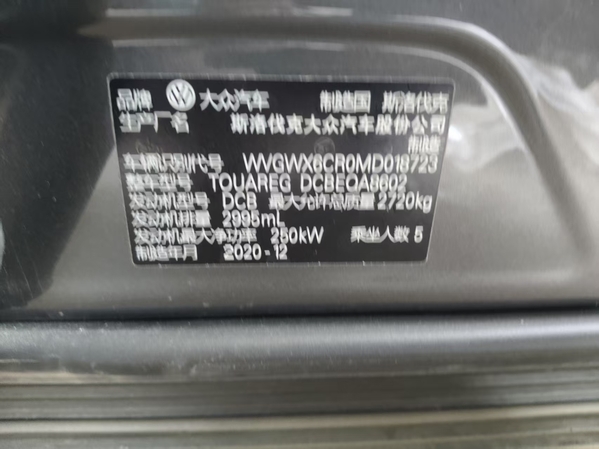 品牌 大众汽车 制造国 斯洛伐克
生产厂名 斯洛伐克大众汽车股份公司
制造
车辆识别代号 WVGWX6CR0MD018723
整车型号 TOUAREG DCBEQA8602
发动机型号 DCB 最大允许总质量 2720kg
发动机排量 2995mL
发动机最大净功率 250kW 乘坐人数 5
制造年月 2020-12